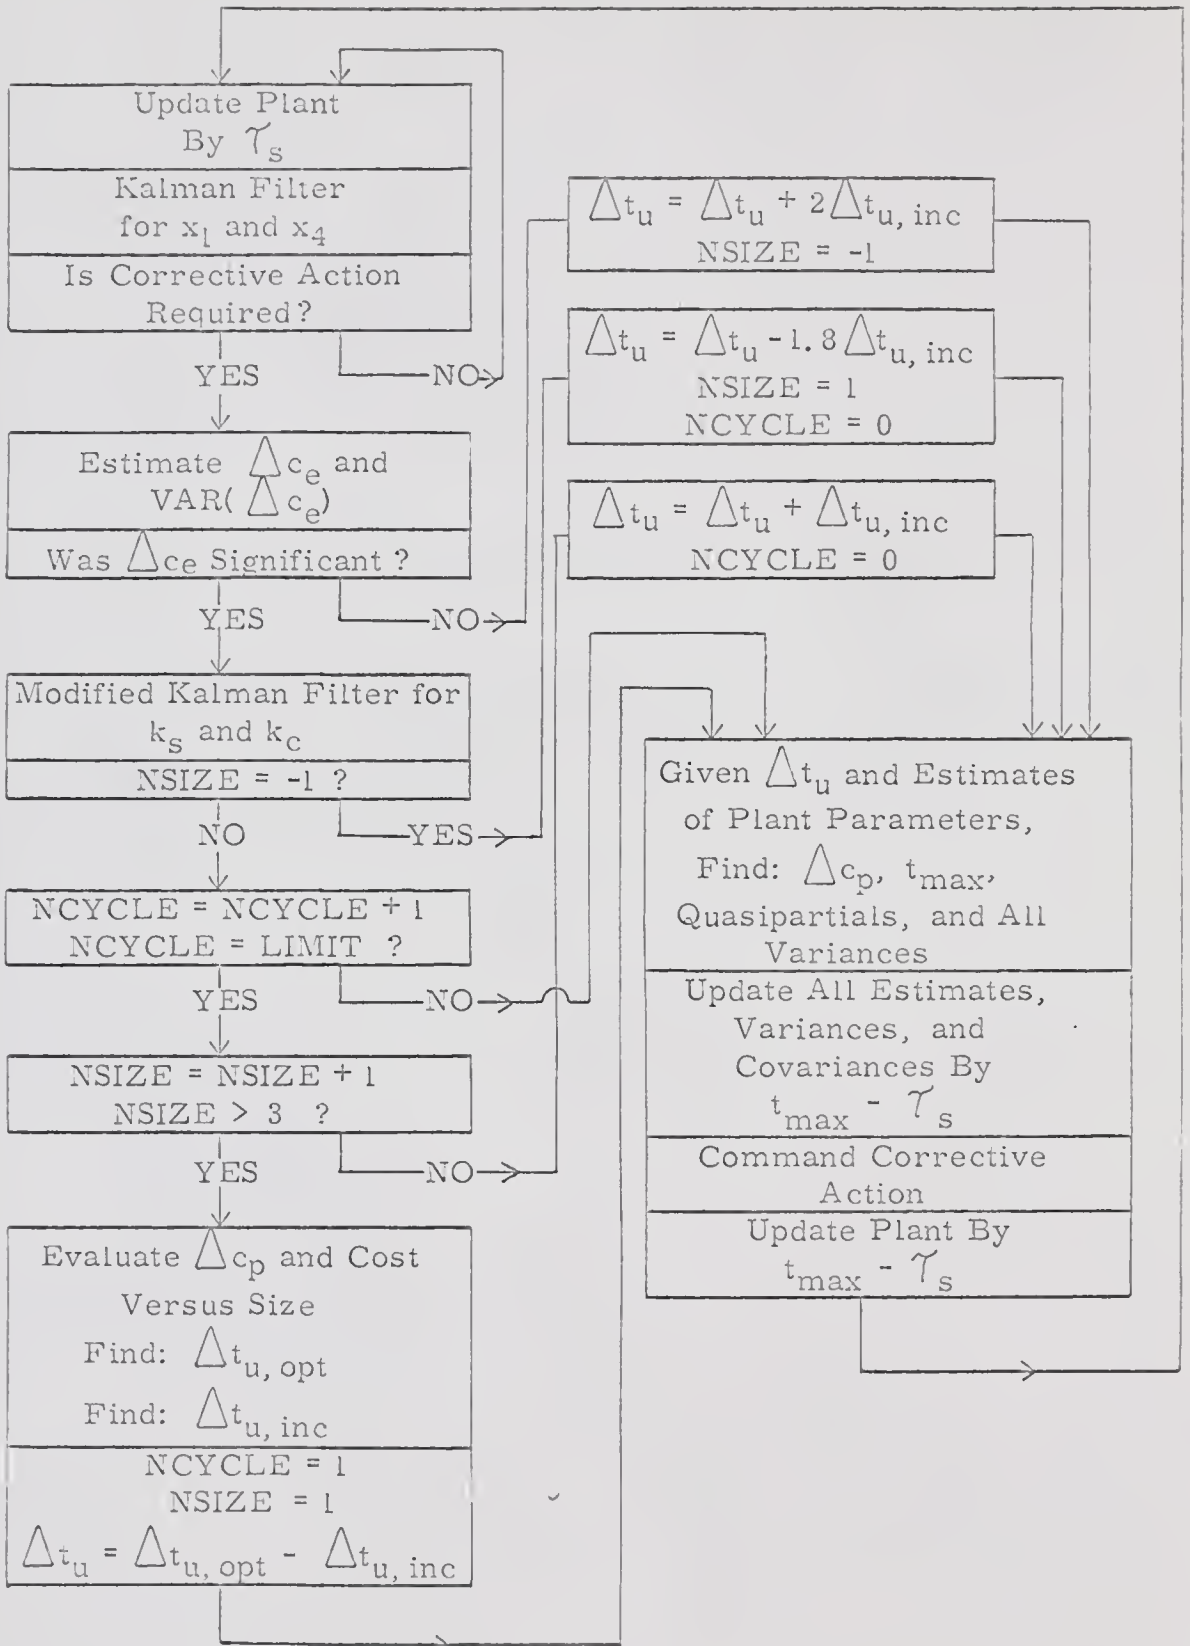 Update Plant
By 𝒯s
Kalman Filter
for x1 and x4
Is Corrective Action
Required?
YES
NO
Estimate Δce and
VAR(Δce)
Was Δce Significant ?
YES
NO
Modified Kalman Filter for
ks and kc
NSIZE = -1 ?
NO
YES
NCYCLE = NCYCLE + 1
NCYCLE = LIMIT ?
YES
NO
NSIZE = NSIZE + 1
NSIZE > 3 ?
YES
NO
Evaluate Δcp and Cost
Versus Size
Find: Δtu, opt
Find: Δtu, inc
NCYCLE = 1
NSIZE = 1
Δtu = Δtu, opt - Δtu, inc
Δtu = Δtu + 2Δtu, inc
NSIZE = -1
Δtu = Δtu - 1.8Δtu, inc
NSIZE = 1
NCYCLE = 0
Δtu = Δtu + Δtu, inc
NCYCLE = 0
Given Δtu and Estimates
of Plant Parameters,
Find: Δcp, tmax,
Quasipartials, and All
Variances
Update All Estimates,
Variances, and
Covariances By
tmax - 𝒯s
Command Corrective
Action
Update Plant By
tmax - 𝒯s